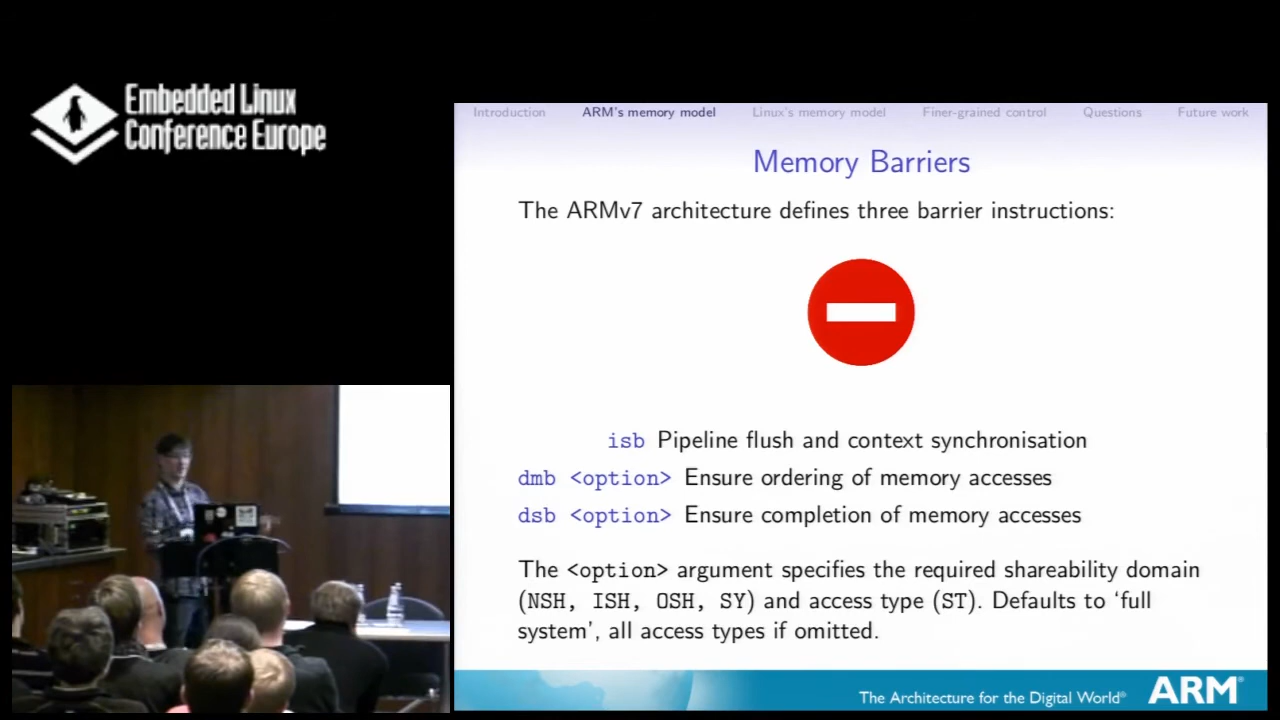 Embedded Linux
Conference Europe
Introduction ARM's memory model Linux's memory model Finer-grained control Questions Future work
Memory Barriers
The ARMv7 architecture defines three barrier instructions:
isb Pipeline flush and context synchronisation
dmb <option> Ensure ordering of memory accesses
dsb <option> Ensure completion of memory accesses
The <option> argument specifies the required shareability domain
(NSH, ISH, OSH, SY) and access type (ST). Defaults to ‘full
system’, all access types if omitted.
The Architecture for the Digital World® ARM®